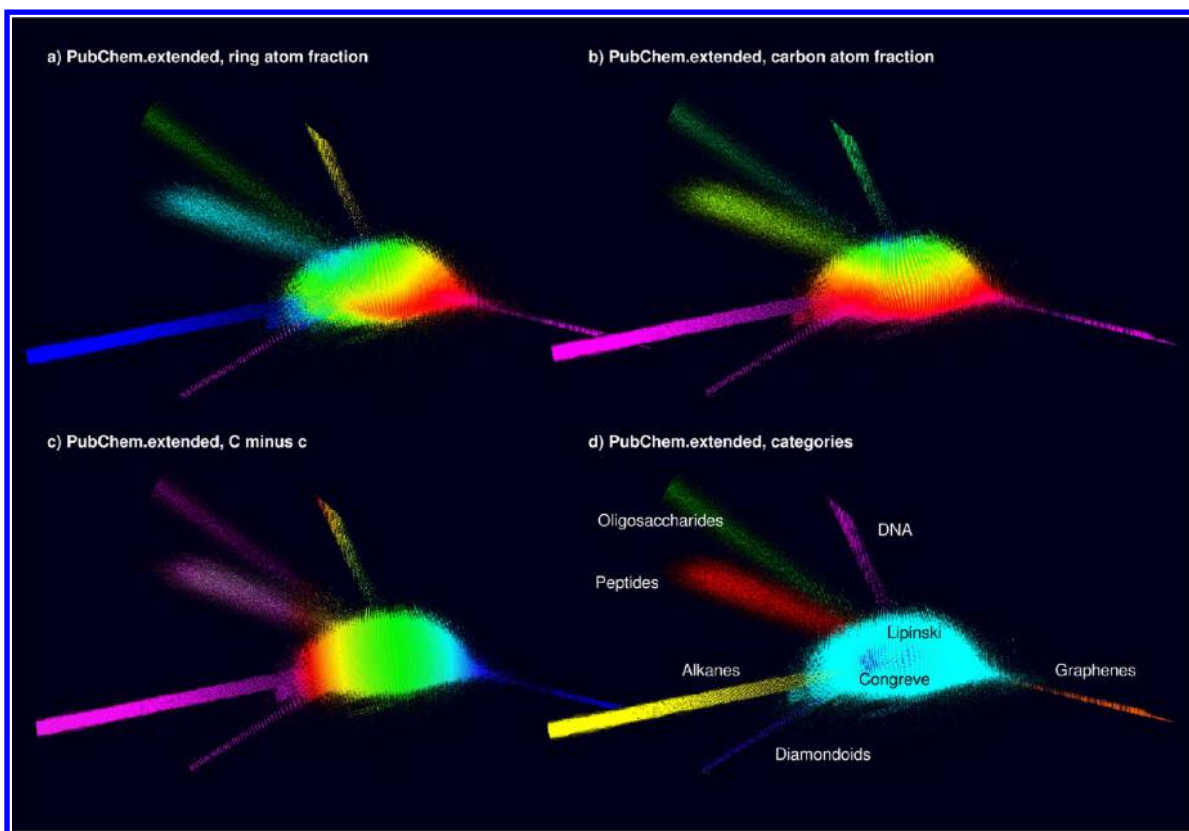 a) PubChem.extended, ring atom fraction
b) PubChem.extended, carbon atom fraction
c) PubChem.extended, C minus c
d) PubChem.extended, categories
Oligosaccharides
DNA
Peptides
Lipinski
Alkanes
Congreve
Graphenes
Diamondoids